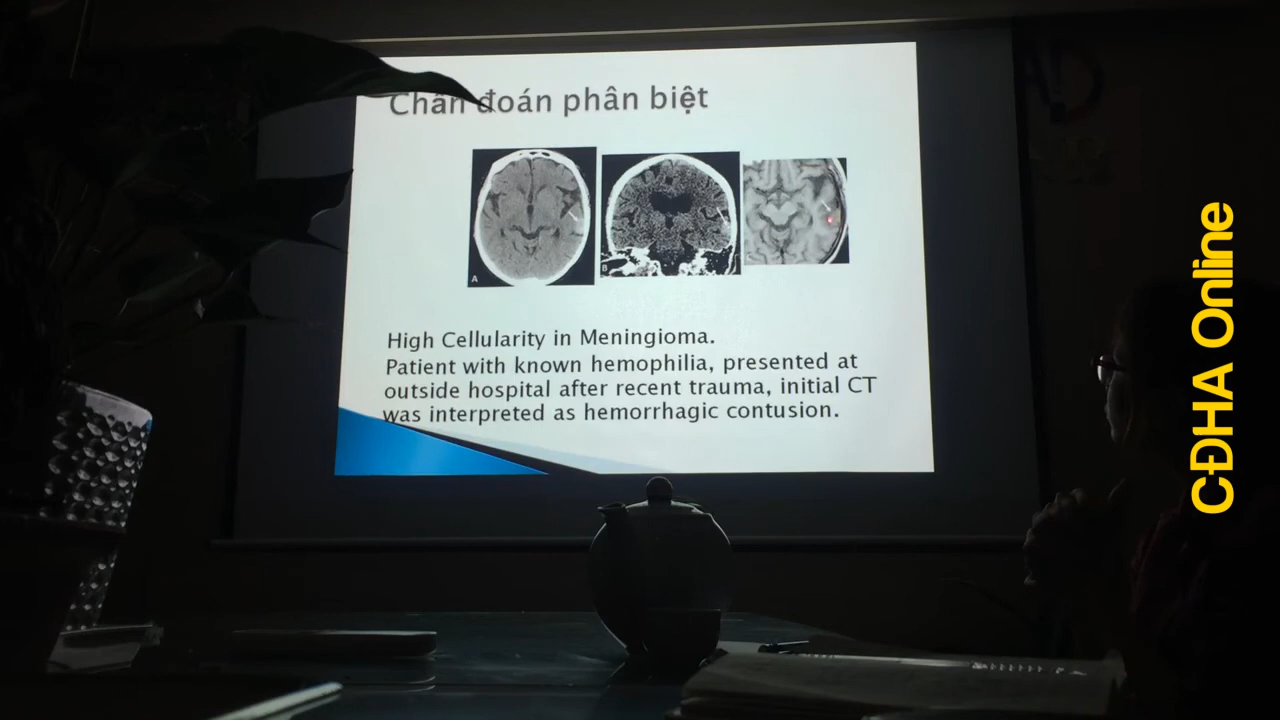 Chẩn đoán phân biệt
A
B
High Cellularity in Meningioma.
Patient with known hemophilia, presented at
outside hospital after recent trauma, initial CT
was interpreted as hemorrhagic contusion.
CĐHA Online